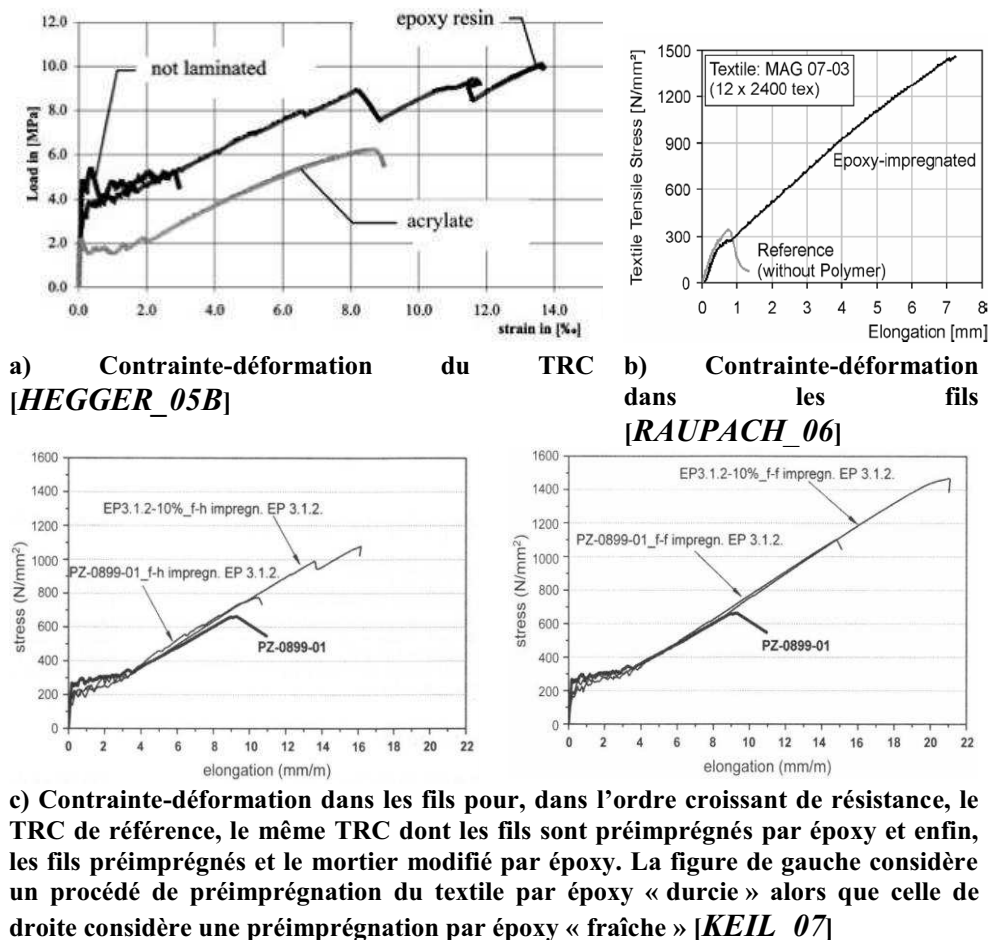 12.0
10.0
8.0
6.0
4.0
2.0
0.0
Load in [MPa]
epoxy resin
not laminated
acrylate
0.0 2.0 4.0 6.0 8.0 10.0 12.0 14.0
strain in [‰]
1500
1200
900
600
300
0
Textile Tensile Stress [N/mm²]
Textile: MAG 07-03
(12 x 2400 tex)
Epoxy-impregnated
Reference
(without Polymer)
0 1 2 3 4 5 6 7 8
Elongation [mm]
a) Contrainte-déformation du TRC
[HEGGER_05B]
b) Contrainte-déformation
dans les fils
[RAUPACH_06]
1600
1400
1200
1000
800
600
400
200
0
stress (N/mm²)
EP3.1.2-10%_f-h impregn. EP 3.1.2.
PZ-0899-01_f-h impregn. EP 3.1.2.
PZ-0899-01
0 2 4 6 8 10 12 14 16 18 20 22
elongation (mm/m)
1600
1400
1200
1000
800
600
400
200
0
stress (N/mm²)
EP3.1.2-10%_f-f impregn. EP 3.1.2.
PZ-0899-01_f-f impregn. EP 3.1.2.
PZ-0899-01
0 2 4 6 8 10 12 14 16 18 20 22
elongation (mm/m)
c) Contrainte-déformation dans les fils pour, dans l’ordre croissant de résistance, le
TRC de référence, le même TRC dont les fils sont préimprégnés par époxy et enfin,
les fils préimprégnés et le mortier modifié par époxy. La figure de gauche considère
un procédé de préimprégnation du textile par époxy « durcie » alors que celle de
droite considère une préimprégnation par époxy « fraîche » [KEIL_07]